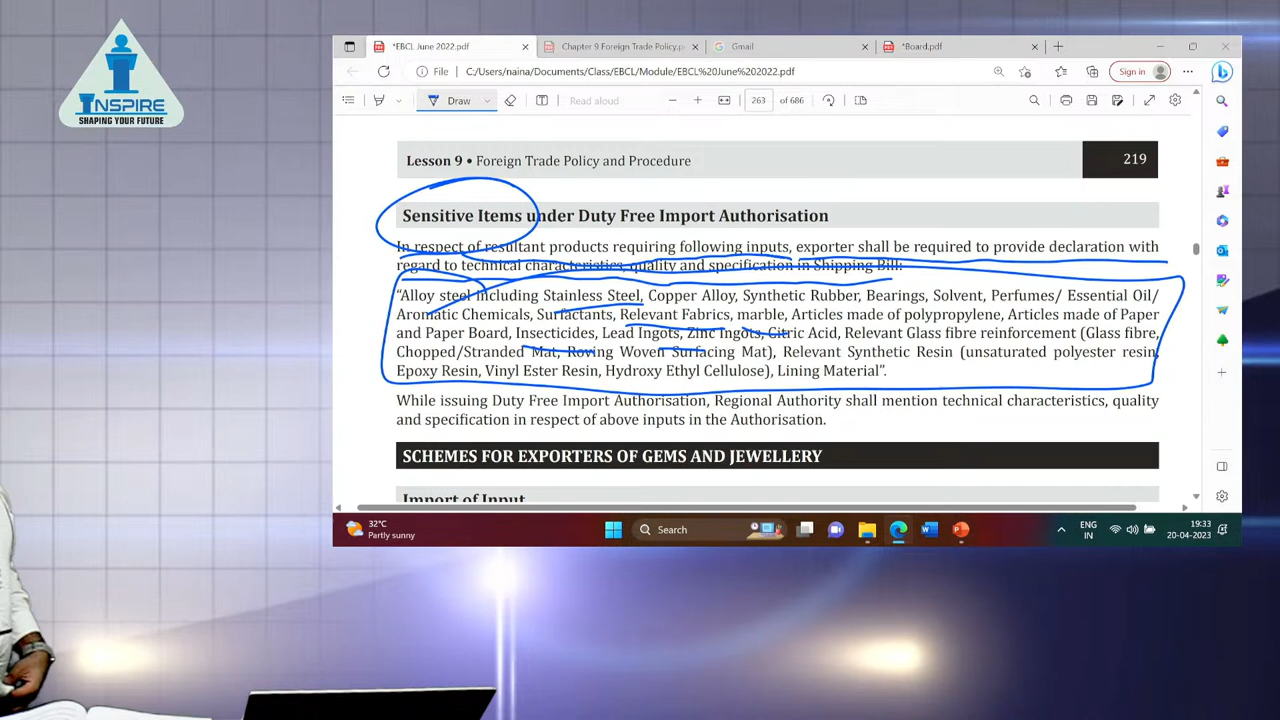 INSPIRE
SHAPING YOUR FUTURE
*EBCL June 2022.pdf
Chapter 9 Foreign Trade Policy.p
Gmail
*Board.pdf
File
C:/Users/naina/Documents/Class/EBCL/Module/EBCL%20June%202022.pdf
Sign in
Draw
Read aloud
263
of 686
Lesson 9 • Foreign Trade Policy and Procedure
219
Sensitive Items under Duty Free Import Authorisation
In respect of resultant products requiring following inputs, exporter shall be required to provide declaration with
regard to technical characteristics, quality and specification in Shipping Bill:
“Alloy steel including Stainless Steel, Copper Alloy, Synthetic Rubber, Bearings, Solvent, Perfumes/ Essential Oil/
Aromatic Chemicals, Surfactants, Relevant Fabrics, marble, Articles made of polypropylene, Articles made of Paper
and Paper Board, Insecticides, Lead Ingots, Zinc Ingots, Citric Acid, Relevant Glass fibre reinforcement (Glass fibre,
Chopped/Stranded Mat, Roving Woven Surfacing Mat), Relevant Synthetic Resin (unsaturated polyester resin,
Epoxy Resin, Vinyl Ester Resin, Hydroxy Ethyl Cellulose), Lining Material”.
While issuing Duty Free Import Authorisation, Regional Authority shall mention technical characteristics, quality
and specification in respect of above inputs in the Authorisation.
SCHEMES FOR EXPORTERS OF GEMS AND JEWELLERY
Import of Input
32°C
Partly sunny
Search
ENG
IN
19:33
20-04-2023